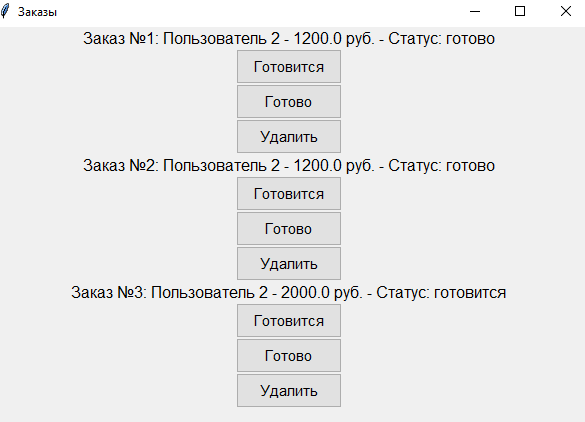 Заказы
Заказ №1: Пользователь 2 - 1200.0 руб. - Статус: готово
Готовится
Готово
Удалить
Заказ №2: Пользователь 2 - 1200.0 руб. - Статус: готово
Готовится
Готово
Удалить
Заказ №3: Пользователь 2 - 2000.0 руб. - Статус: готовится
Готовится
Готово
Удалить